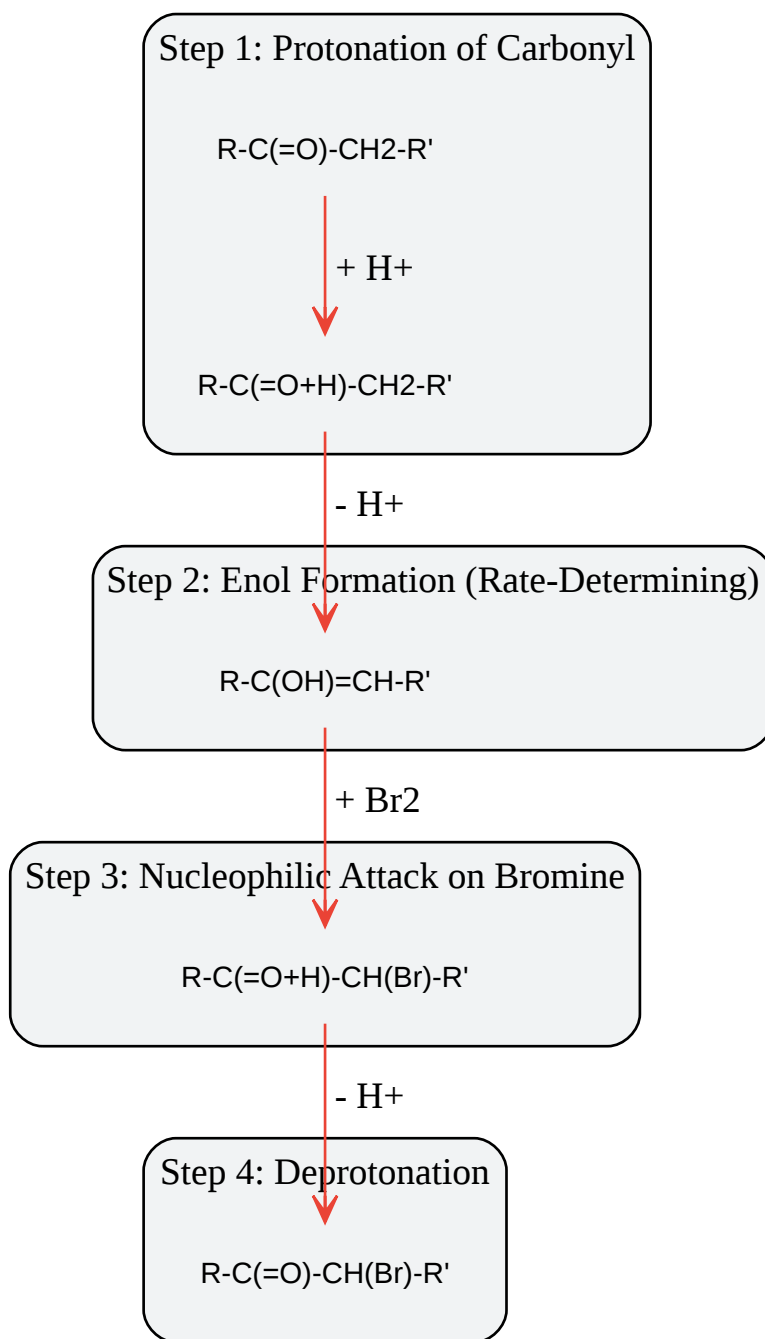 Step 1: Protonation of Carbonyl
R-C(=O)-CH2-R'
+ H+
R-C(=O+H)-CH2-R'
- H+
Step 2: Enol Formation (Rate-Determining)
R-C(OH)=CH-R'
+ Br2
Step 3: Nucleophilic Attack on Bromine
R-C(=O+H)-CH(Br)-R'
- H+
Step 4: Deprotonation
R-C(=O)-CH(Br)-R'